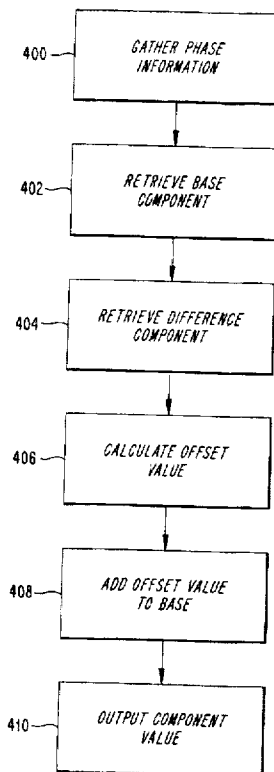 400
GATHER PHASE
INFORMATION
402
RETRIEVE BASE
COMPONENT
404
RETRIEVE DIFFERENCE
COMPONENT
406
CALCULATE OFFSET
VALUE
408
ADD OFFSET VALUE
TO BASE
410
OUTPUT COMPONENT
VALUE